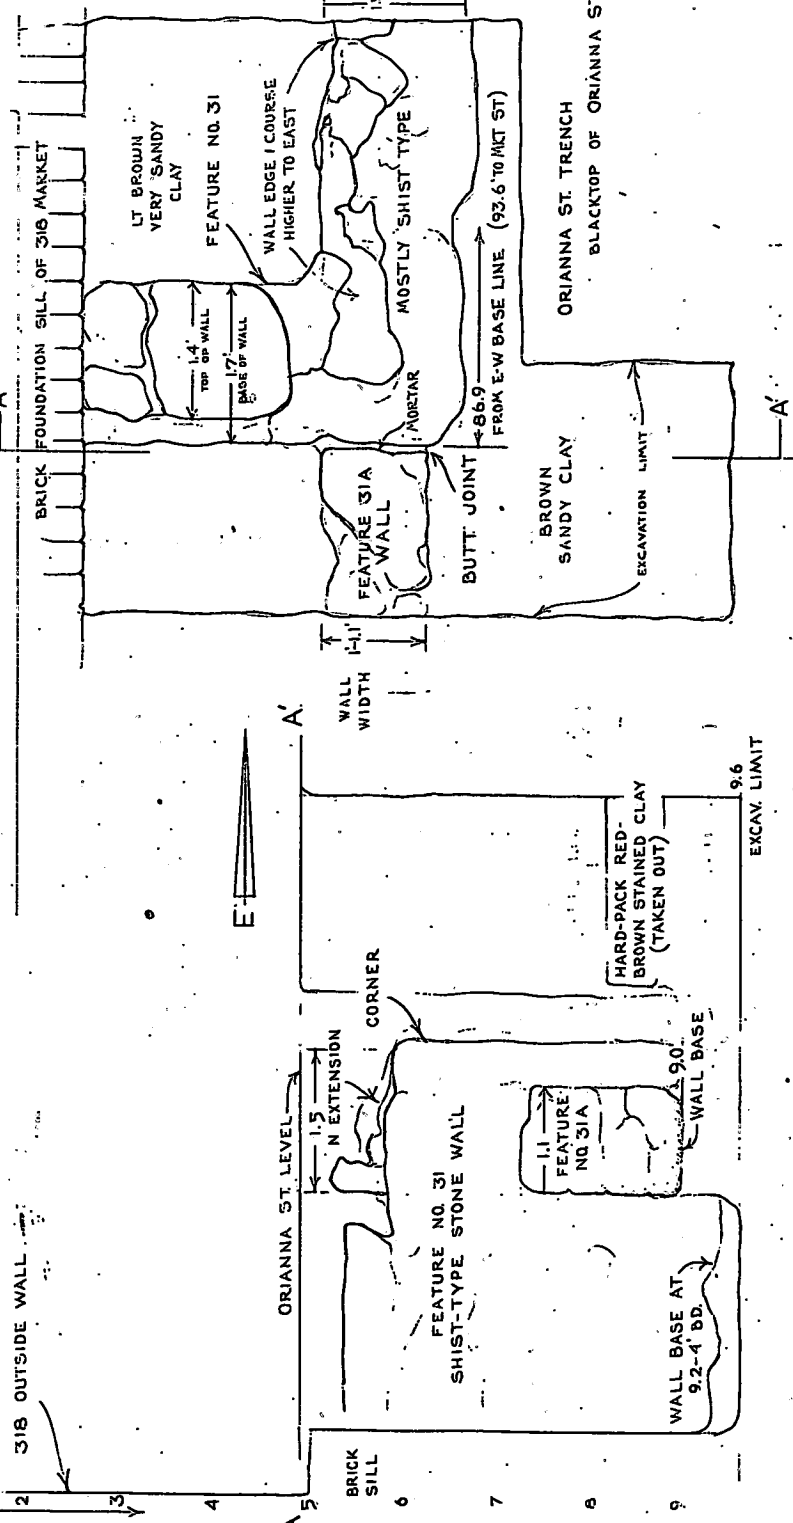 BRICK FOUNDATION SILL OF 318 MARKET
LT BROWN
VERY SANDY
CLAY
FEATURE NO. 31
WALL EDGE 1 COURSE
HIGHER TO EAST
1.4'
TOP OF WALL
1.7'
BASE OF WALL
MOSTLY SHIST TYPE
MORTAR
86.9
FROM E-W BASE LINE (93.6' TO MKT ST)
ORIANNA ST. TRENCH
BLACKTOP OF ORIANNA ST
A
A'
FEATURE 31A
WALL
BUTT JOINT
BROWN
SANDY CLAY
EXCAVATION LIMIT
1'-1.1'
WALL
WIDTH
318 OUTSIDE WALL
E
A'
ORIANNA ST. LEVEL
1.5
N EXTENSION
CORNER
FEATURE NO. 31
SHIST-TYPE STONE WALL
1.1
FEATURE
NO. 31A
9.0
WALL BASE
HARD-PACK RED-
BROWN STAINED CLAY
(TAKEN OUT)
9.6
EXCAV. LIMIT
WALL BASE AT
9.2-4' BD.
BRICK
SILL
A
2
3
4
5
6
7
8
9